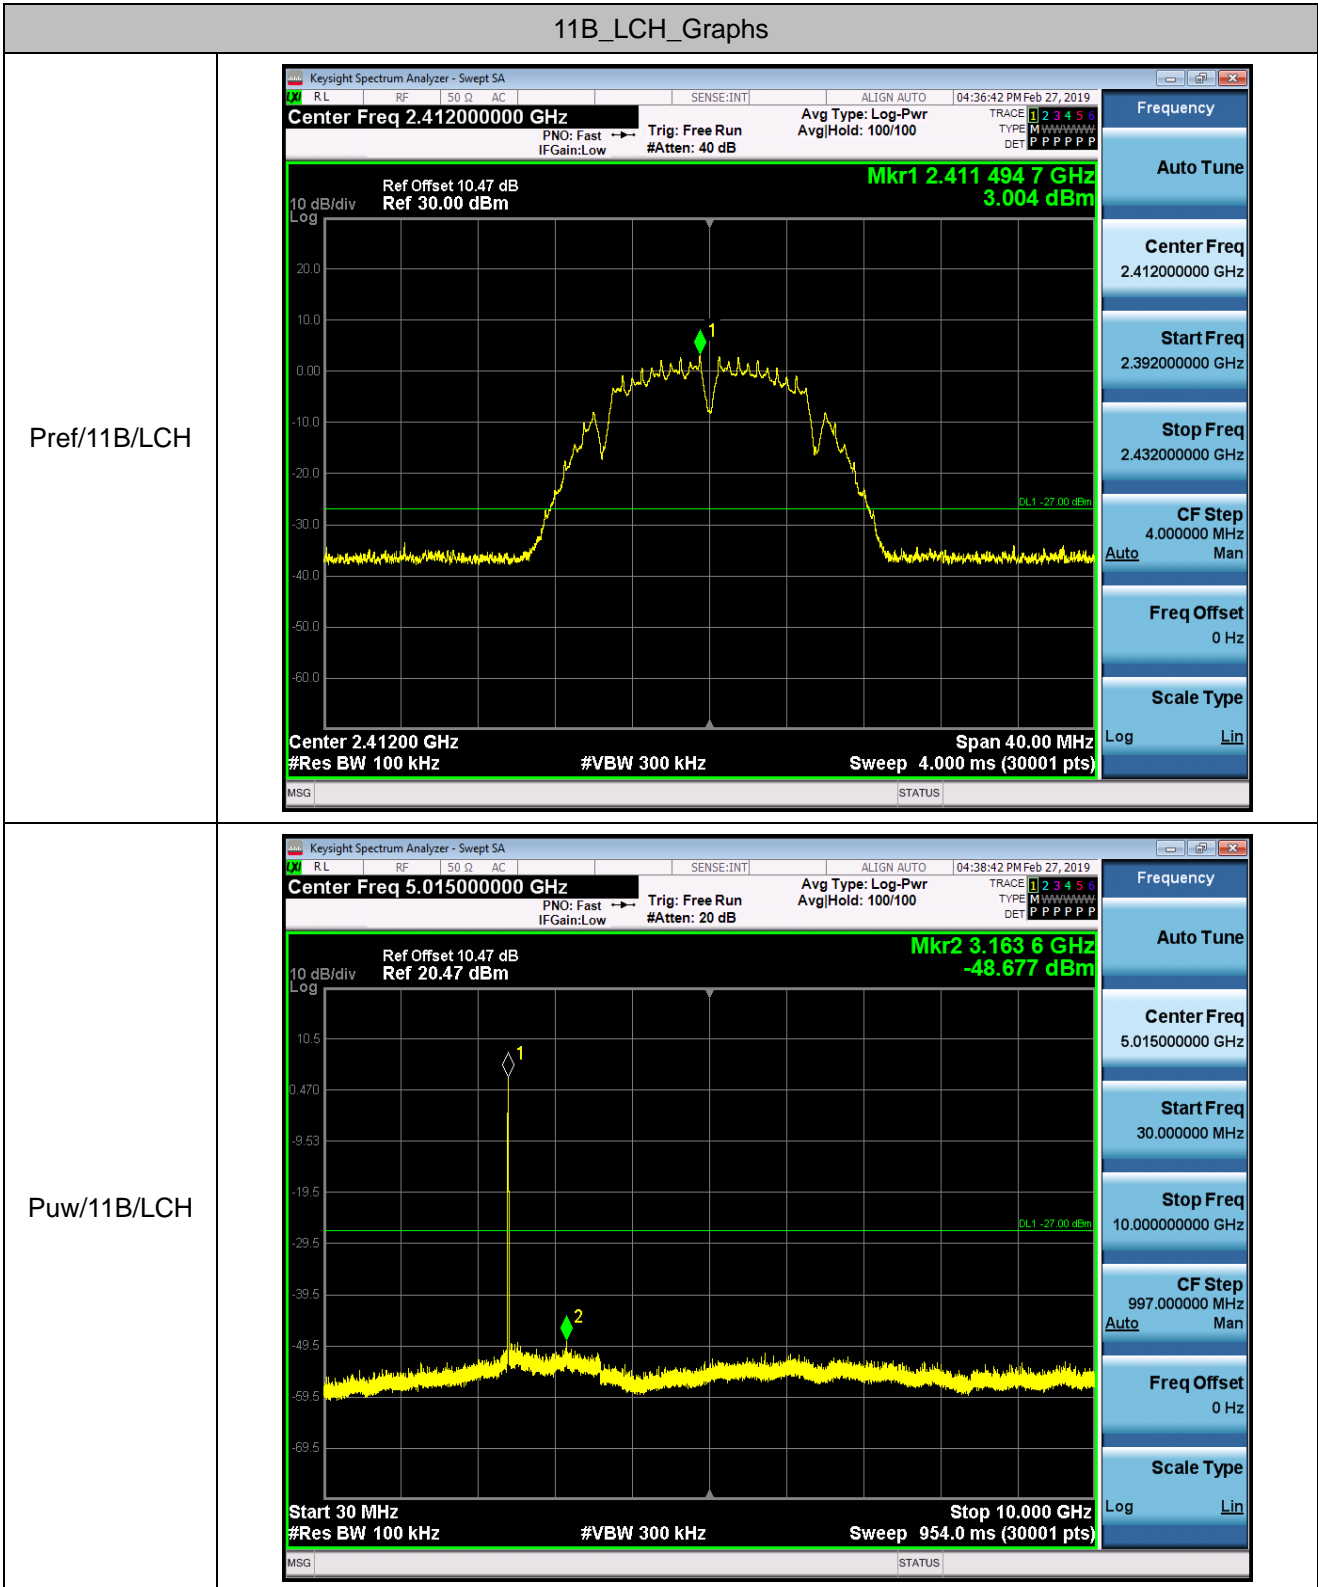 11B_LCH_Graphs
Pref/11B/LCH
Keysight Spectrum Analyzer - Swept SA
LXI RL RF 50 Ω AC SENSE:INT ALIGN AUTO 04:36:42 PM Feb 27, 2019
Center Freq 2.412000000 GHz
PNO: Fast
IFGain:Low
Trig: Free Run
#Atten: 40 dB
Avg Type: Log-Pwr
Avg|Hold: 100/100
TRACE 1 2 3 4 5 6
TYPE M WWWWW
DET P P P P P P
Mkr1 2.411 494 7 GHz
3.004 dBm
Ref Offset 10.47 dB
10 dB/div Ref 30.00 dBm
Log
20.0
10.0
0.00
-10.0
-20.0
-30.0
-40.0
-50.0
-60.0
1
DL1 -27.00 dBm
Center 2.41200 GHz Span 40.00 MHz
#Res BW 100 kHz #VBW 300 kHz Sweep 4.000 ms (30001 pts)
MSG STATUS
Frequency
Auto Tune
Center Freq
2.412000000 GHz
Start Freq
2.392000000 GHz
Stop Freq
2.432000000 GHz
CF Step
4.000000 MHz
Auto Man
Freq Offset
0 Hz
Scale Type
Log Lin
Puw/11B/LCH
Keysight Spectrum Analyzer - Swept SA
LXI RL RF 50 Ω AC SENSE:INT ALIGN AUTO 04:38:42 PM Feb 27, 2019
Center Freq 5.015000000 GHz
PNO: Fast
IFGain:Low
Trig: Free Run
#Atten: 20 dB
Avg Type: Log-Pwr
Avg|Hold: 100/100
TRACE 1 2 3 4 5 6
TYPE M WWWWW
DET P P P P P P
Mkr2 3.163 6 GHz
-48.677 dBm
Ref Offset 10.47 dB
10 dB/div Ref 20.47 dBm
Log
10.5
0.470
-9.53
-19.5
-29.5
-39.5
-49.5
-59.5
-69.5
1
2
DL1 -27.00 dBm
Start 30 MHz Stop 10.000 GHz
#Res BW 100 kHz #VBW 300 kHz Sweep 954.0 ms (30001 pts)
MSG STATUS
Frequency
Auto Tune
Center Freq
5.015000000 GHz
Start Freq
30.000000 MHz
Stop Freq
10.000000000 GHz
CF Step
997.000000 MHz
Auto Man
Freq Offset
0 Hz
Scale Type
Log Lin